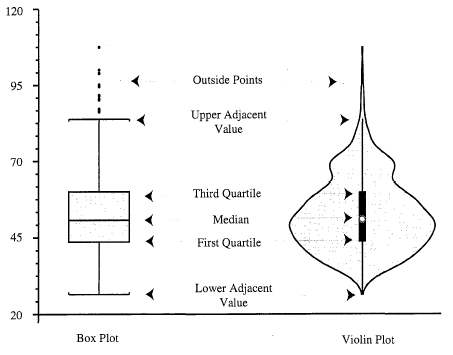 120
95
70
45
20
Outside Points
Upper Adjacent
Value
Third Quartile
Median
First Quartile
Lower Adjacent
Value
Box Plot
Violin Plot